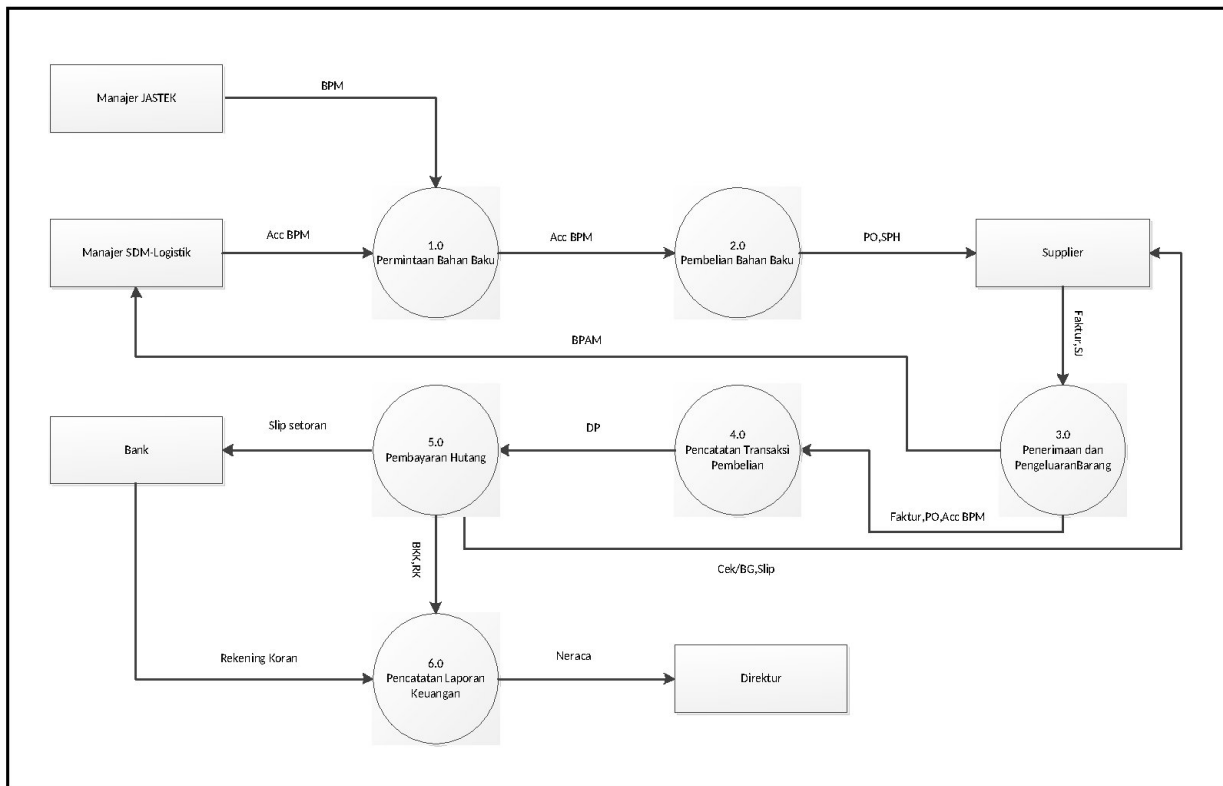 BPM
Manajer JASTEK
Acc BPM
Acc BPM
PO,SPH
Manajer SDM-Logistik
1.0
Permintaan Bahan Baku
2.0
Pembelian Bahan Baku
Supplier
Faktur,SJ
BPAM
Slip setoran
DP
Bank
5.0
Pembayaran Hutang
4.0
Pencatatan Transaksi
Pembelian
3.0
Penerimaan dan
PengeluaranBarang
Faktur,PO,Acc BPM
BKK,RK
Cek/BG,Slip
Rekening Koran
6.0
Pencatatan Laporan
Keuangan
Neraca
Direktur